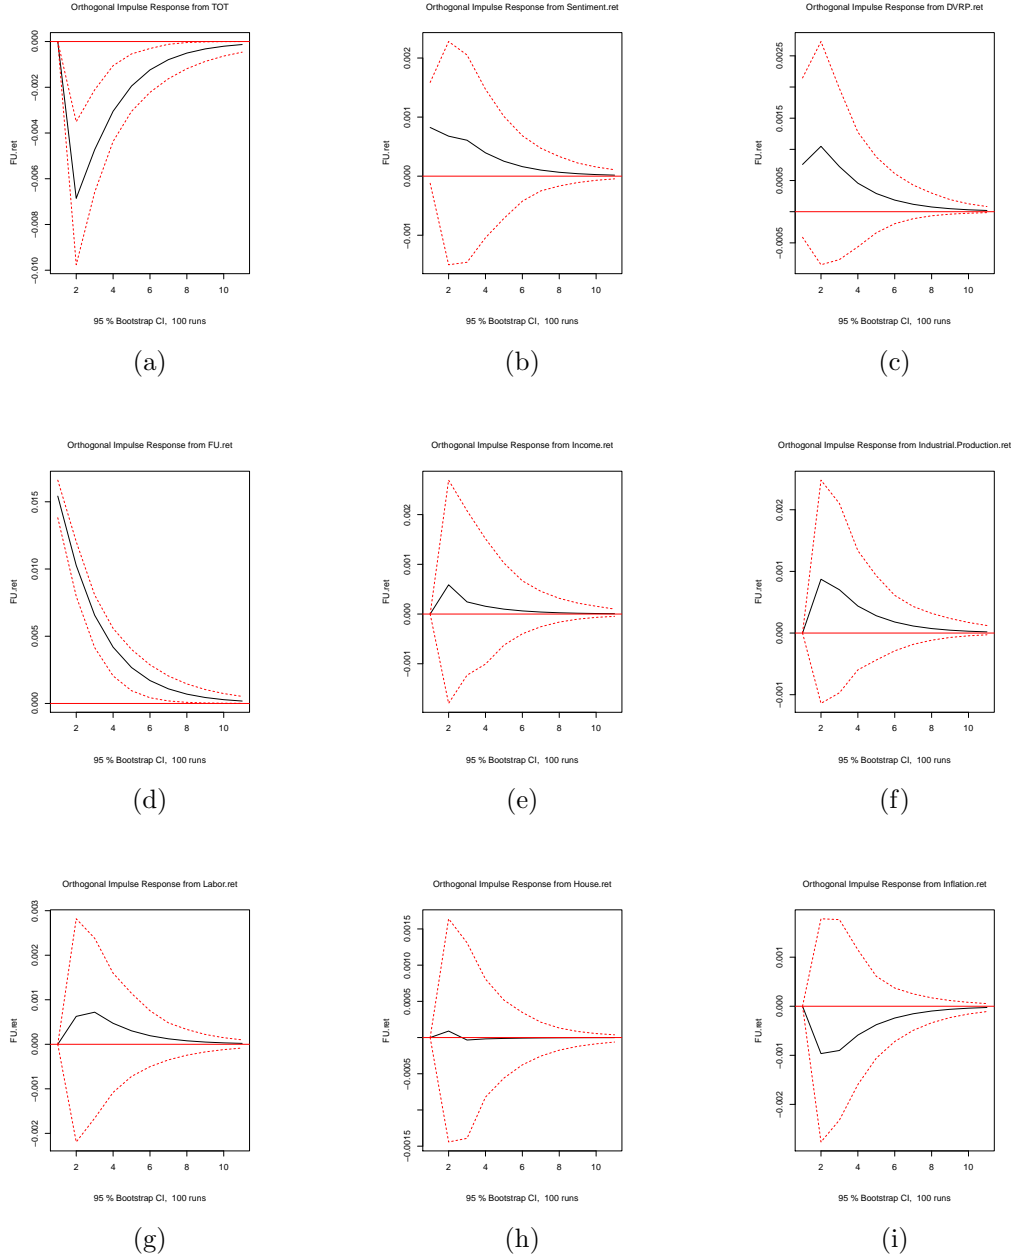 Orthogonal Impulse Response from TOT
FU.ret
0.000
−0.002
−0.004
−0.006
−0.008
−0.010
2 4 6 8 10
95 % Bootstrap CI, 100 runs
(a)
Orthogonal Impulse Response from Sentiment.ret
FU.ret
0.002
0.001
0.000
−0.001
2 4 6 8 10
95 % Bootstrap CI, 100 runs
(b)
Orthogonal Impulse Response from DVRP.ret
FU.ret
0.0025
0.0015
0.0005
−0.0005
2 4 6 8 10
95 % Bootstrap CI, 100 runs
(c)
Orthogonal Impulse Response from FU.ret
FU.ret
0.015
0.010
0.005
0.000
2 4 6 8 10
95 % Bootstrap CI, 100 runs
(d)
Orthogonal Impulse Response from Income.ret
FU.ret
0.002
0.001
0.000
−0.001
2 4 6 8 10
95 % Bootstrap CI, 100 runs
(e)
Orthogonal Impulse Response from Industrial.Production.ret
FU.ret
0.002
0.001
0.000
−0.001
2 4 6 8 10
95 % Bootstrap CI, 100 runs
(f)
Orthogonal Impulse Response from Labor.ret
FU.ret
0.003
0.002
0.001
0.000
−0.001
−0.002
2 4 6 8 10
95 % Bootstrap CI, 100 runs
(g)
Orthogonal Impulse Response from House.ret
FU.ret
0.0015
0.0010
0.0005
−0.0005
−0.0015
2 4 6 8 10
95 % Bootstrap CI, 100 runs
(h)
Orthogonal Impulse Response from Inflation.ret
FU.ret
0.001
0.000
−0.001
−0.002
2 4 6 8 10
95 % Bootstrap CI, 100 runs
(i)